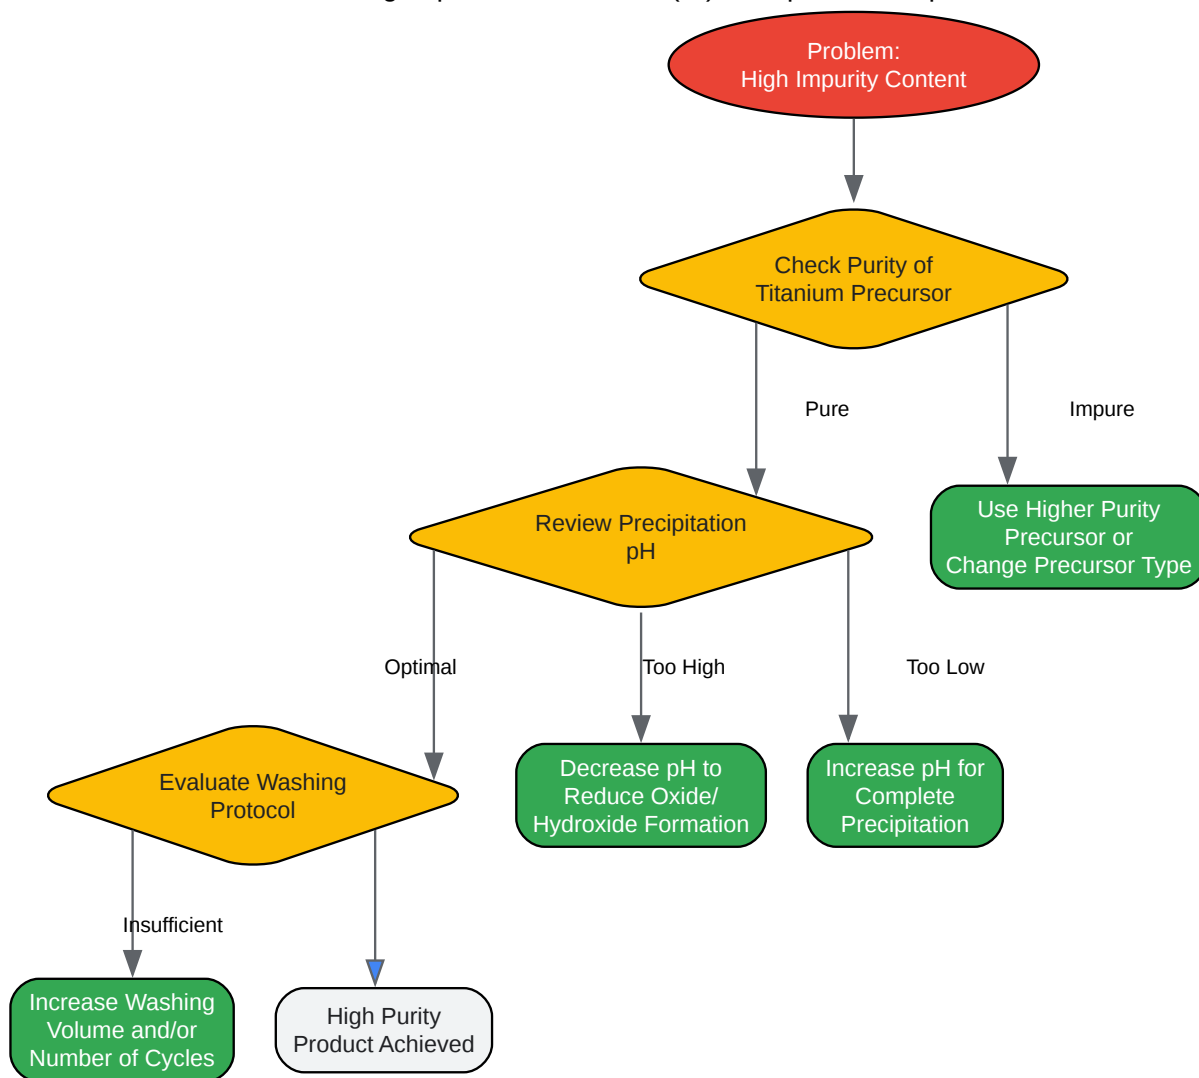 Problem:
High Impurity Content
Check Purity of
Titanium Precursor
Pure
Impure
Use Higher Purity
Precursor or
Change Precursor Type
Review Precipitation
pH
Optimal
Too High
Too Low
Decrease pH to
Reduce Oxide/
Hydroxide Formation
Increase pH for
Complete
Precipitation
Evaluate Washing
Protocol
Insufficient
Increase Washing
Volume and/or
Number of Cycles
High Purity
Product Achieved